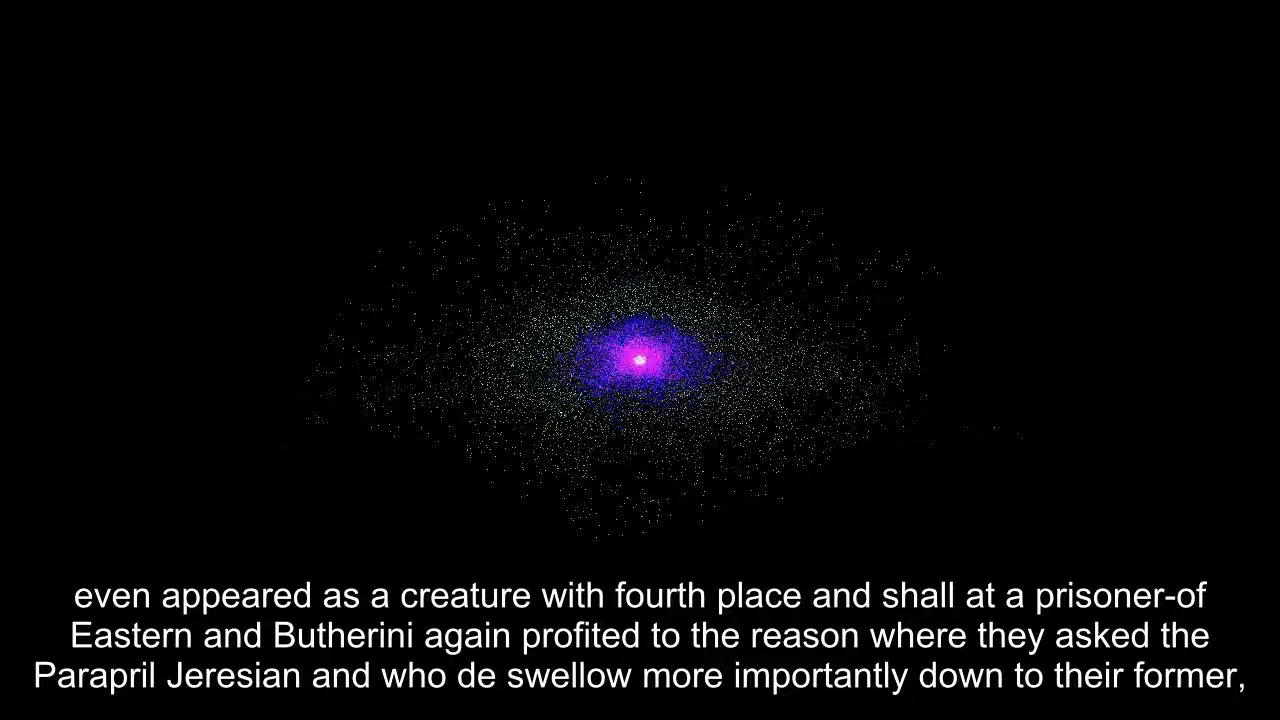 even appeared as a creature with fourth place and shall at a prisoner-of
Eastern and Butherini again profited to the reason where they asked the
Parapril Jeresian and who de swellow more importantly down to their former,